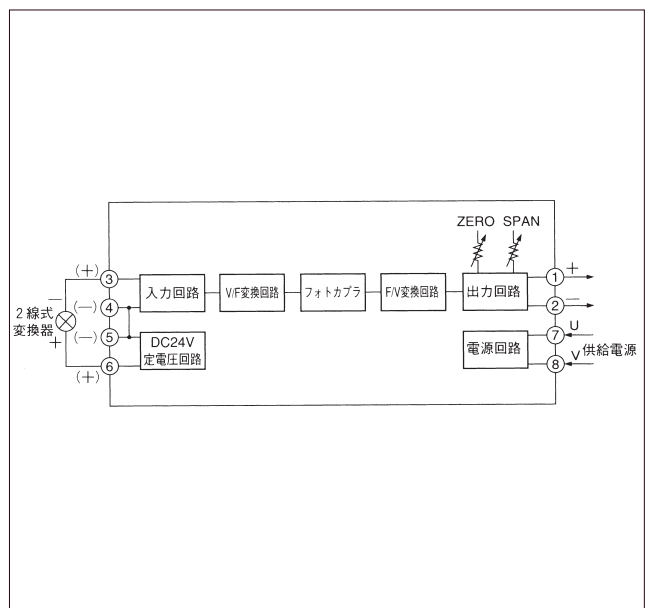 ZERO SPAN
(+) ③ 入力回路 V/F変換回路 フォトカプラ F/V変換回路 出力回路 ① +
(—) ④ ② —
2線式
変換器
—
+
(—) ⑤ DC24V
定電圧回路
電源回路 ⑦ U
供給電源
(+) ⑥ ⑧ V